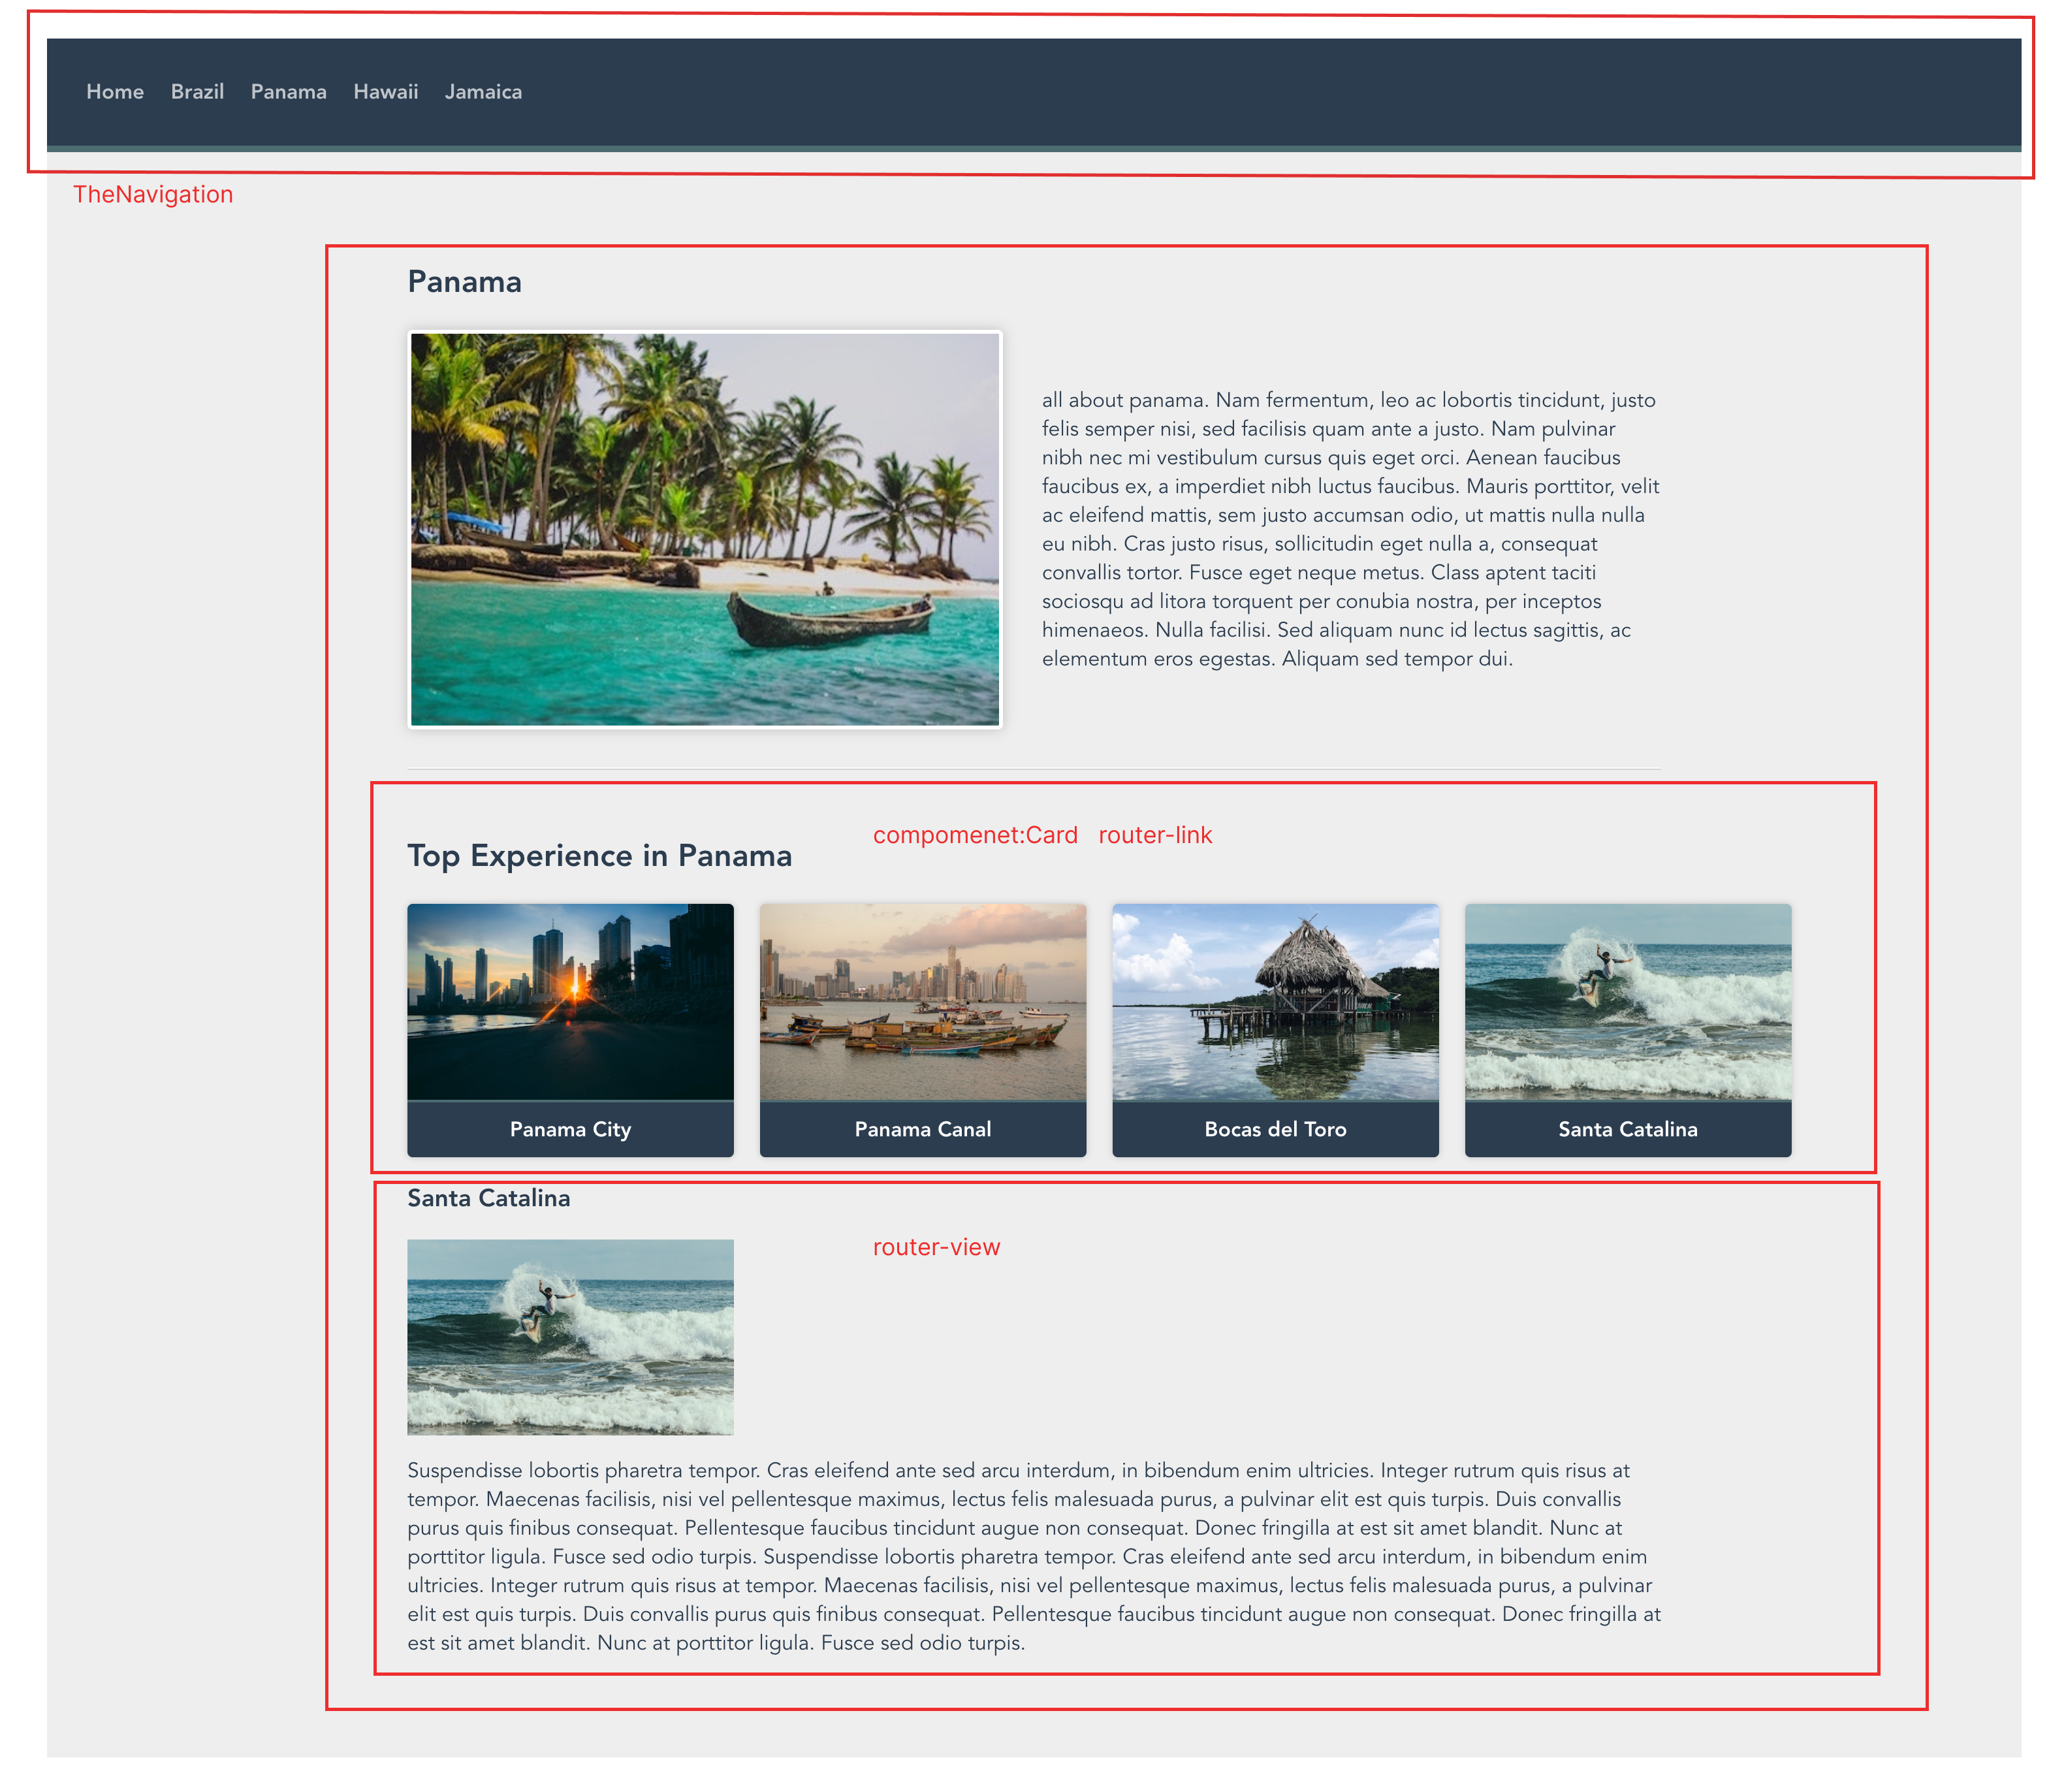 Home Brazil Panama Hawaii Jamaica
TheNavigation
Panama
all about panama. Nam fermentum, leo ac lobortis tincidunt, justo
felis semper nisi, sed facilisis quam ante a justo. Nam pulvinar
nibh nec mi vestibulum cursus quis eget orci. Aenean faucibus
faucibus ex, a imperdiet nibh luctus faucibus. Mauris porttitor, velit
ac eleifend mattis, sem justo accumsan odio, ut mattis nulla nulla
eu nibh. Cras justo risus, sollicitudin eget nulla a, consequat
convallis tortor. Fusce eget neque metus. Class aptent taciti
sociosqu ad litora torquent per conubia nostra, per inceptos
himenaeos. Nulla facilisi. Sed aliquam nunc id lectus sagittis, ac
elementum eros egestas. Aliquam sed tempor dui.
compomenet:Card router-link
Top Experience in Panama
Panama City
Panama Canal
Bocas del Toro
Santa Catalina
Santa Catalina
router-view
Suspendisse lobortis pharetra tempor. Cras eleifend ante sed arcu interdum, in bibendum enim ultricies. Integer rutrum quis risus at
tempor. Maecenas facilisis, nisi vel pellentesque maximus, lectus felis malesuada purus, a pulvinar elit est quis turpis. Duis convallis
purus quis finibus consequat. Pellentesque faucibus tincidunt augue non consequat. Donec fringilla at est sit amet blandit. Nunc at
porttitor ligula. Fusce sed odio turpis. Suspendisse lobortis pharetra tempor. Cras eleifend ante sed arcu interdum, in bibendum enim
ultricies. Integer rutrum quis risus at tempor. Maecenas facilisis, nisi vel pellentesque maximus, lectus felis malesuada purus, a pulvinar
elit est quis turpis. Duis convallis purus quis finibus consequat. Pellentesque faucibus tincidunt augue non consequat. Donec fringilla at
est sit amet blandit. Nunc at porttitor ligula. Fusce sed odio turpis.